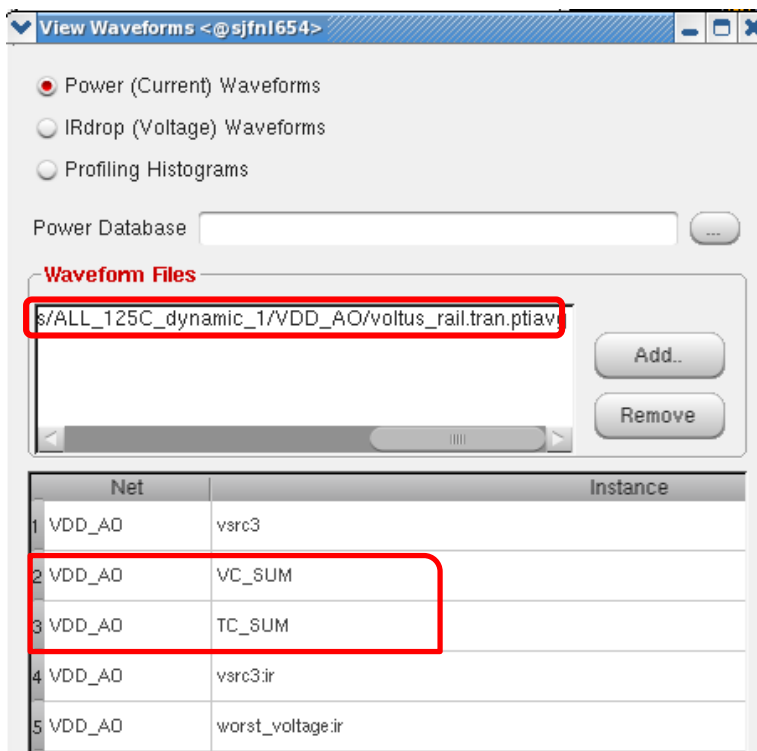 View Waveforms <@sjfnl654>
Power (Current) Waveforms
IRdrop (Voltage) Waveforms
Profiling Histograms
Power Database
...
Waveform Files
s/ALL_125C_dynamic_1/VDD_AO/voltus_rail.tran.ptiavg
Add..
Remove
Net Instance
1 VDD_AO vsrc3
2 VDD_AO VC_SUM
3 VDD_AO TC_SUM
4 VDD_AO vsrc3:ir
5 VDD_AO worst_voltage:ir